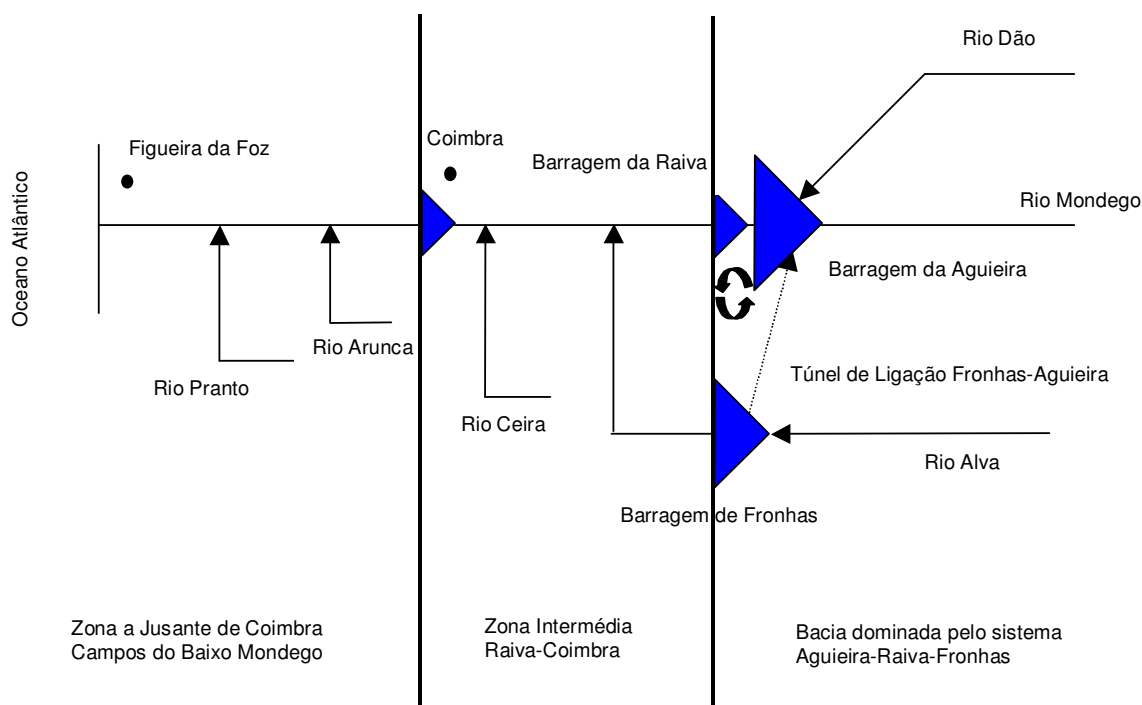 Rio Dão
Figueira da Foz
Coimbra
Barragem da Raiva
Rio Mondego
Oceano Atlântico
Barragem da Aguieira
Rio Arunca
Rio Pranto
Túnel de Ligação Fronhas-Aguieira
Rio Ceira
Rio Alva
Barragem de Fronhas
Zona a Jusante de Coimbra
Campos do Baixo Mondego
Zona Intermédia
Raiva-Coimbra
Bacia dominada pelo sistema
Aguieira-Raiva-Fronhas